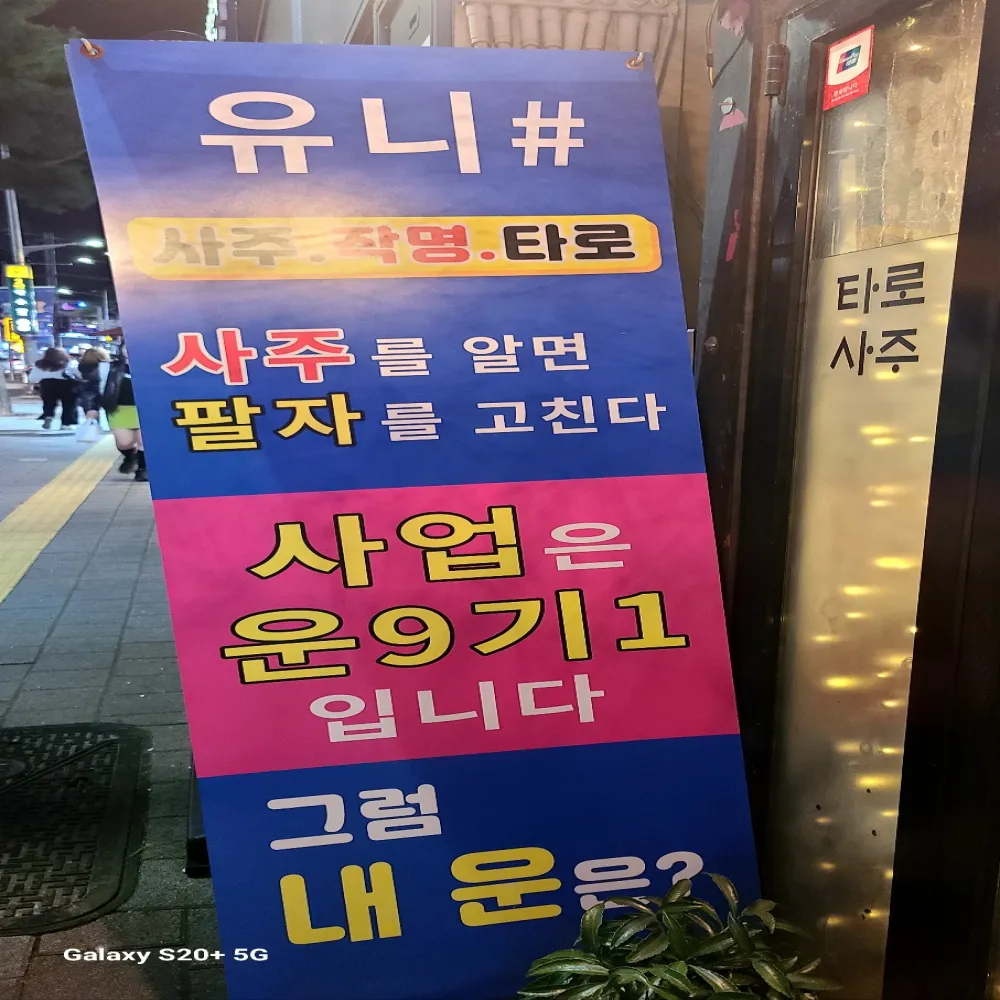 유니#
사주.작명.타로
사주를 알면
팔자를 고친다
사업은
운9기1
입니다
그럼
내 운은?
타로
사주
Galaxy S20+ 5G